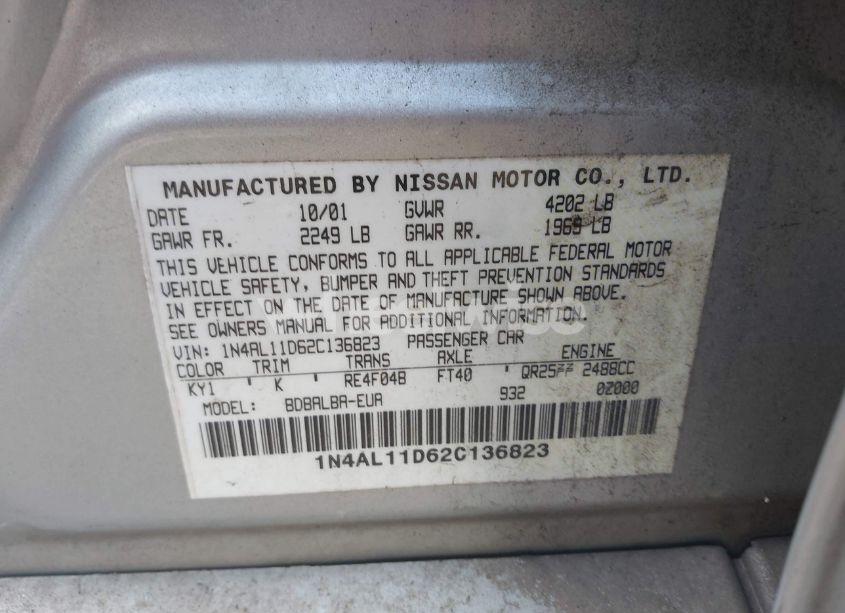 MANUFACTURED BY NISSAN MOTOR CO., LTD.
DATE 10/01 GVWR 4202 LB
GAWR FR. 2249 LB GAWR RR. 1969 LB
THIS VEHICLE CONFORMS TO ALL APPLICABLE FEDERAL MOTOR
VEHICLE SAFETY, BUMPER AND THEFT PREVENTION STANDARDS
IN EFFECT ON THE DATE OF MANUFACTURE SHOWN ABOVE.
SEE OWNERS MANUAL FOR ADDITIONAL INFORMATION.
VIN: 1N4AL11D62C136823 PASSENGER CAR
COLOR TRIM TRANS AXLE ENGINE
KY1 K RE4F04B FT40 2488CC
MODEL: BDBALBA-EUA 932 0Z000
1N4AL11D62C136823